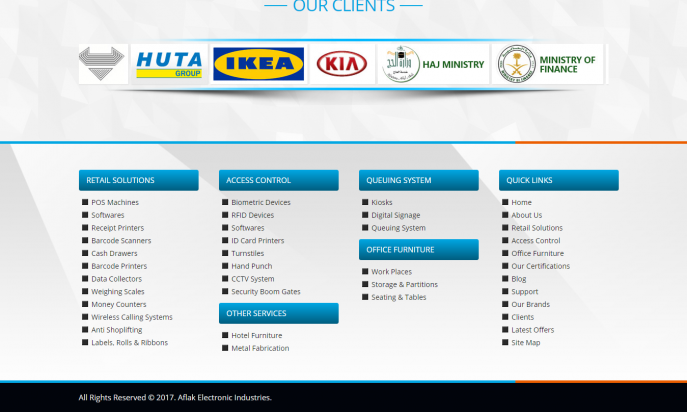 OUR CLIENTS
HUTA
GROUP
IKEA
KIA
HAJ MINISTRY
MINISTRY OF
FINANCE
RETAIL SOLUTIONS
POS Machines
Softwares
Receipt Printers
Barcode Scanners
Cash Drawers
Barcode Printers
Data Collectors
Weighing Scales
Money Counters
Wireless Calling Systems
Anti Shoplifting
Labels, Rolls & Ribbons
ACCESS CONTROL
Biometric Devices
RFID Devices
Softwares
ID Card Printers
Turnstiles
Hand Punch
CCTV System
Security Boom Gates
OTHER SERVICES
Hotel Furniture
Metal Fabrication
QUEUING SYSTEM
Kiosks
Digital Signage
Queuing System
OFFICE FURNITURE
Work Places
Storage & Partitions
Seating & Tables
QUICK LINKS
Home
About Us
Retail Solutions
Access Control
Office Furniture
Our Certifications
Blog
Support
Our Brands
Clients
Latest Offers
Site Map
All Rights Reserved © 2017. Aflak Electronic Industries.